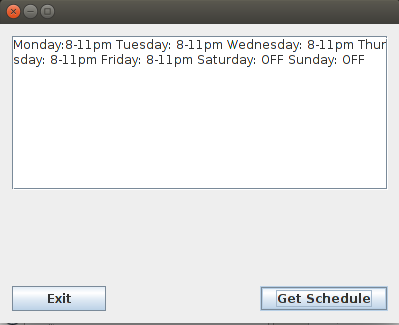 Monday:8-11pm Tuesday: 8-11pm Wednesday: 8-11pm Thur
sday: 8-11pm Friday: 8-11pm Saturday: OFF Sunday: OFF
Exit
Get Schedule